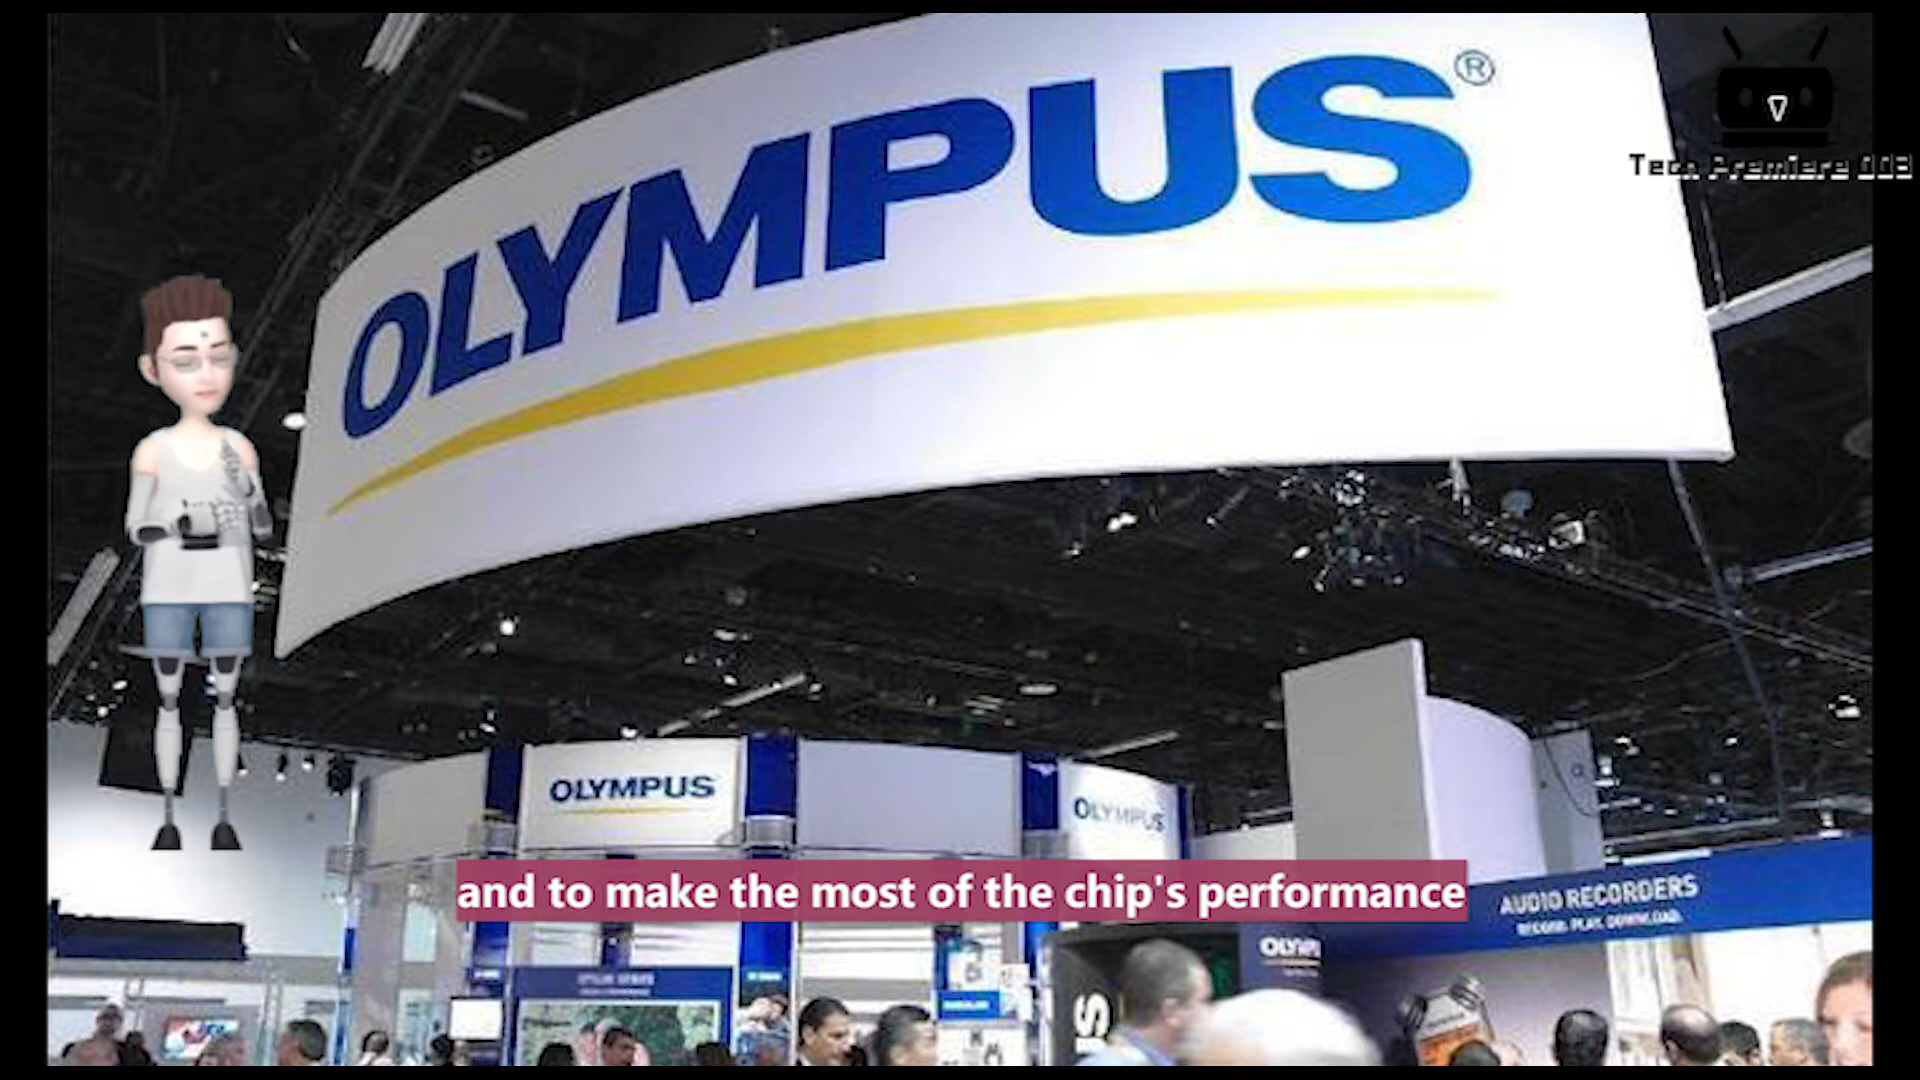 OLYMPUS®
Tech Premiere 003
OLYMPUS
OLYMPUS
and to make the most of the chip's performance
AUDIO RECORDERS
RECORD. PLAY. DOWNLOAD.
OLYMP